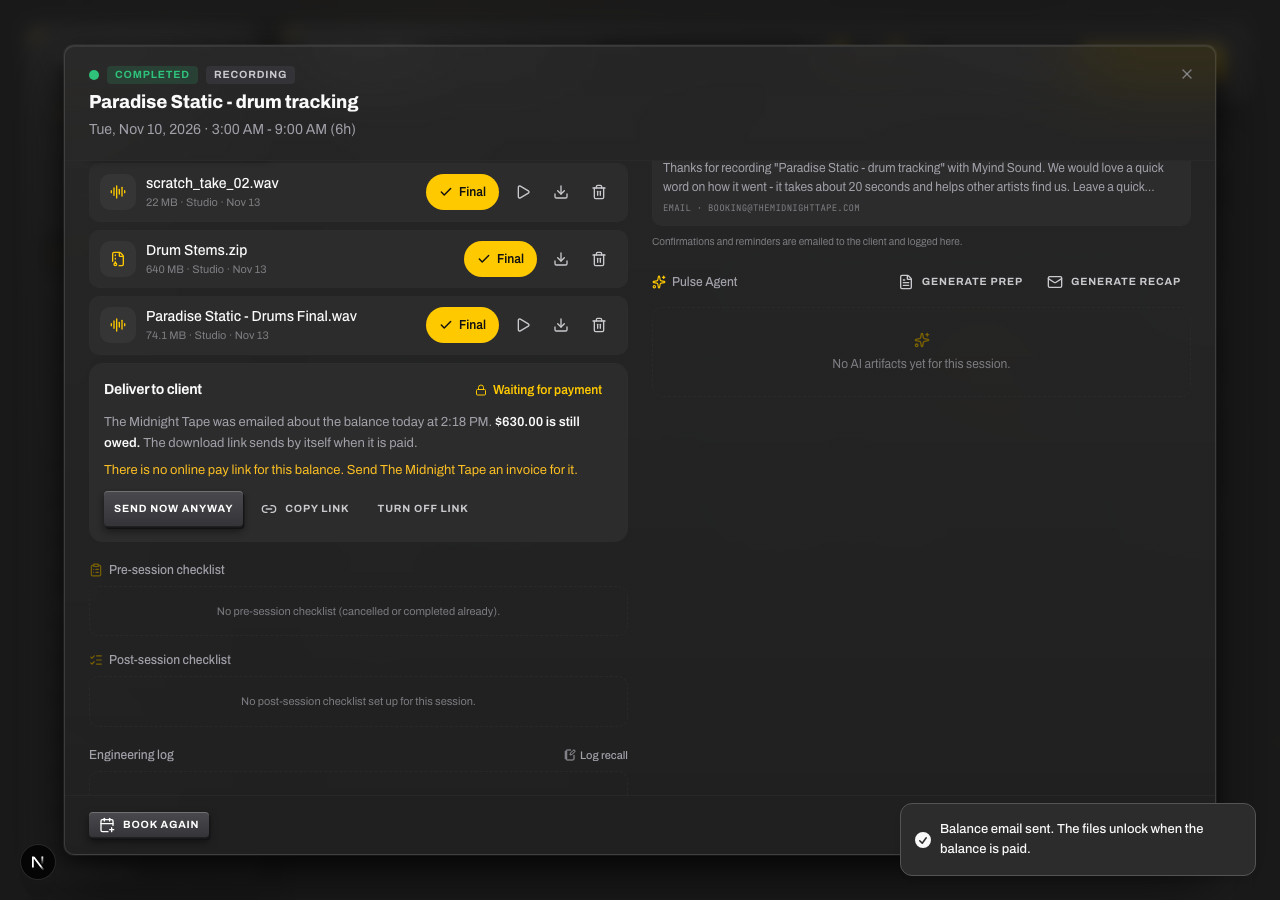 COMPLETED RECORDING
Paradise Static - drum tracking
Tue, Nov 10, 2026 · 3:00 AM - 9:00 AM (6h)
scratch_take_02.wav
22 MB · Studio · Nov 13
Final
Drum Stems.zip
640 MB · Studio · Nov 13
Final
Paradise Static - Drums Final.wav
74.1 MB · Studio · Nov 13
Final
Deliver to client
Waiting for payment
The Midnight Tape was emailed about the balance today at 2:18 PM. $630.00 is still
owed. The download link sends by itself when it is paid.
There is no online pay link for this balance. Send The Midnight Tape an invoice for it.
SEND NOW ANYWAY COPY LINK TURN OFF LINK
Pre-session checklist
No pre-session checklist (cancelled or completed already).
Post-session checklist
No post-session checklist set up for this session.
Engineering log
Log recall
Thanks for recording "Paradise Static - drum tracking" with Myind Sound. We would love a quick
word on how it went - it takes about 20 seconds and helps other artists find us. Leave a quick...
EMAIL · BOOKING@THEMIDNIGHTTAPE.COM
Confirmations and reminders are emailed to the client and logged here.
Pulse Agent
GENERATE PREP GENERATE RECAP
No AI artifacts yet for this session.
BOOK AGAIN
Balance email sent. The files unlock when the
balance is paid.
N